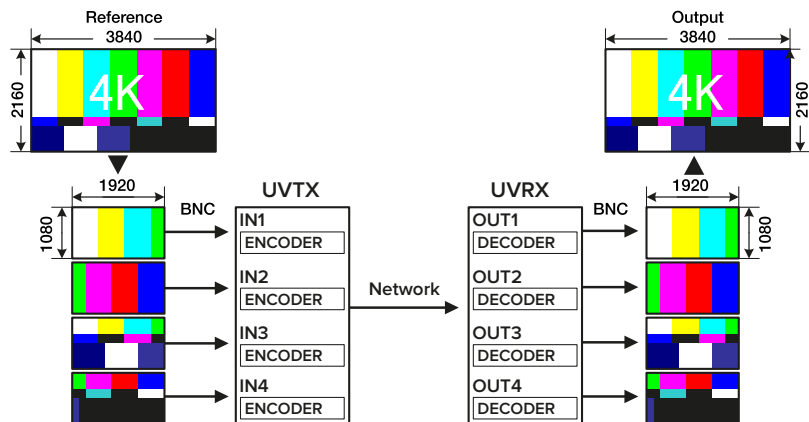 Reference
3840
2160
4K
Output
3840
2160
4K
1920
1080
BNC
UVTX
IN1
ENCODER
IN2
ENCODER
IN3
ENCODER
IN4
ENCODER
Network
UVRX
OUT1
DECODER
OUT2
DECODER
OUT3
DECODER
OUT4
DECODER
BNC
1920
1080